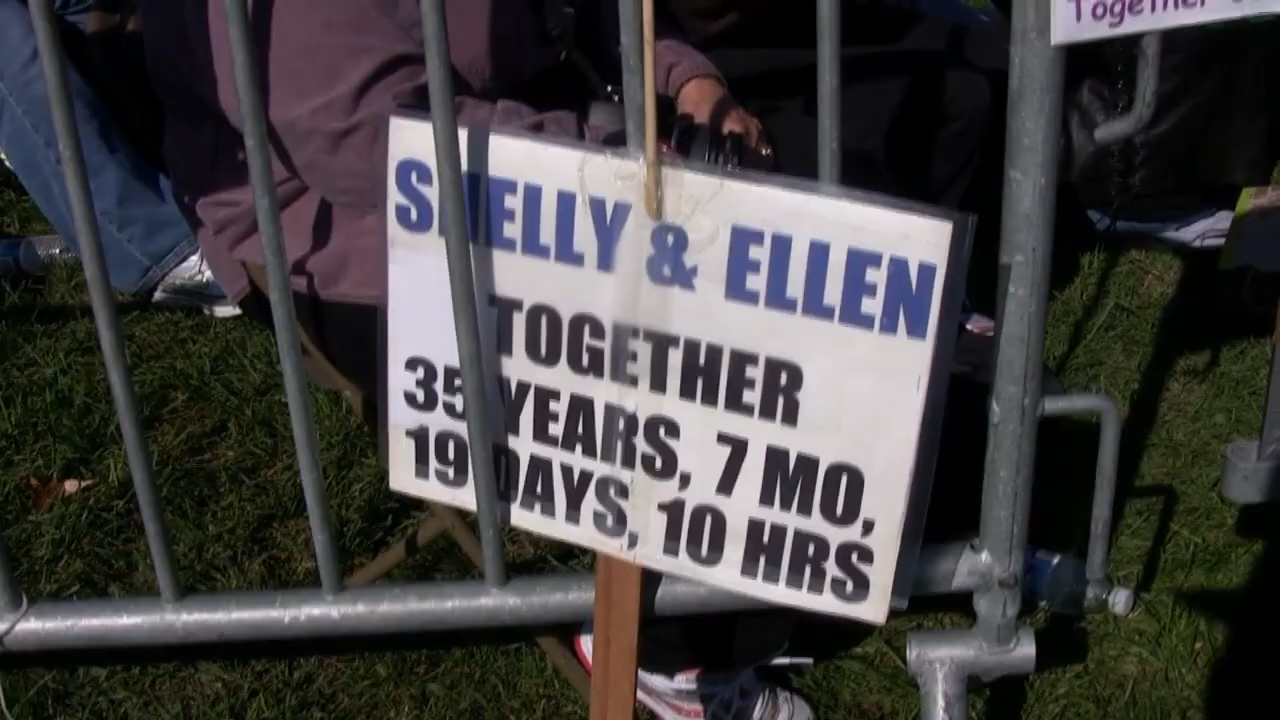 Together
SHELLY & ELLEN
TOGETHER
35 YEARS, 7 MO,
19 DAYS, 10 HRS